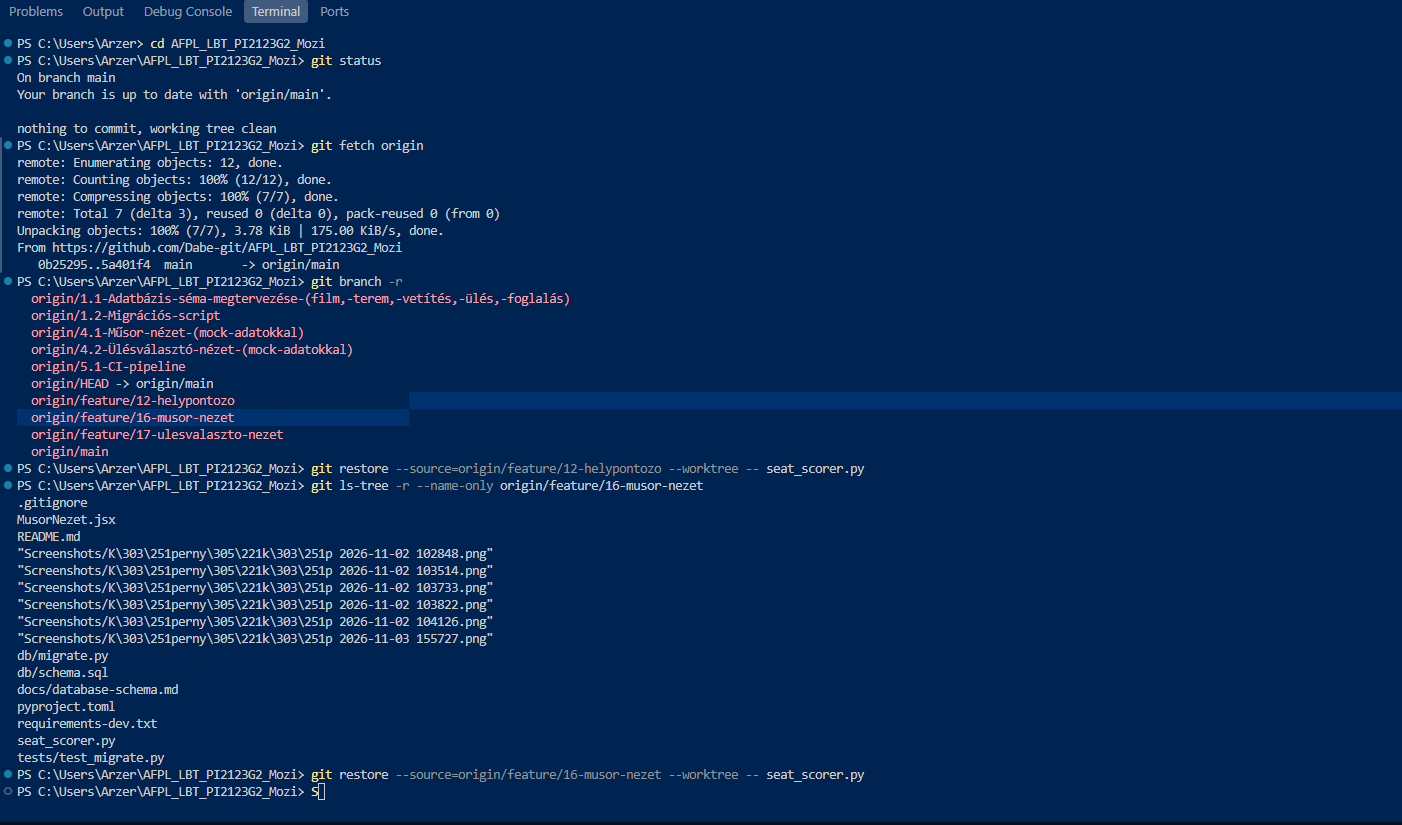 Problems Output Debug Console Terminal Ports
PS C:\Users\Arzer> cd AFPL_LBT_PI2123G2_Mozi
PS C:\Users\Arzer\AFPL_LBT_PI2123G2_Mozi> git status
On branch main
Your branch is up to date with 'origin/main'.
nothing to commit, working tree clean
PS C:\Users\Arzer\AFPL_LBT_PI2123G2_Mozi> git fetch origin
remote: Enumerating objects: 12, done.
remote: Counting objects: 100% (12/12), done.
remote: Compressing objects: 100% (7/7), done.
remote: Total 7 (delta 3), reused 0 (delta 0), pack-reused 0 (from 0)
Unpacking objects: 100% (7/7), 3.78 KiB | 175.00 KiB/s, done.
From https://github.com/Dabe-git/AFPL_LBT_PI2123G2_Mozi
   0b25295..5a401f4  main       -> origin/main
PS C:\Users\Arzer\AFPL_LBT_PI2123G2_Mozi> git branch -r
  origin/1.1-Adatbázis-séma-megtervezése-(film,-terem,-vetítés,-ülés,-foglalás)
  origin/1.2-Migrációs-script
  origin/4.1-Műsor-nézet-(mock-adatokkal)
  origin/4.2-Ülésválasztó-nézet-(mock-adatokkal)
  origin/5.1-CI-pipeline
  origin/HEAD -> origin/main
  origin/feature/12-helypontozo
  origin/feature/16-musor-nezet
  origin/feature/17-ulesvalaszto-nezet
  origin/main
PS C:\Users\Arzer\AFPL_LBT_PI2123G2_Mozi> git restore --source=origin/feature/12-helypontozo --worktree -- seat_scorer.py
PS C:\Users\Arzer\AFPL_LBT_PI2123G2_Mozi> git ls-tree -r --name-only origin/feature/16-musor-nezet
.gitignore
MusorNezet.jsx
README.md
"Screenshots/K\303\251perny\305\221k\303\251p 2026-11-02 102848.png"
"Screenshots/K\303\251perny\305\221k\303\251p 2026-11-02 103514.png"
"Screenshots/K\303\251perny\305\221k\303\251p 2026-11-02 103733.png"
"Screenshots/K\303\251perny\305\221k\303\251p 2026-11-02 103822.png"
"Screenshots/K\303\251perny\305\221k\303\251p 2026-11-02 104126.png"
"Screenshots/K\303\251perny\305\221k\303\251p 2026-11-03 155727.png"
db/migrate.py
db/schema.sql
docs/database-schema.md
pyproject.toml
requirements-dev.txt
seat_scorer.py
tests/test_migrate.py
PS C:\Users\Arzer\AFPL_LBT_PI2123G2_Mozi> git restore --source=origin/feature/16-musor-nezet --worktree -- seat_scorer.py
PS C:\Users\Arzer\AFPL_LBT_PI2123G2_Mozi> S